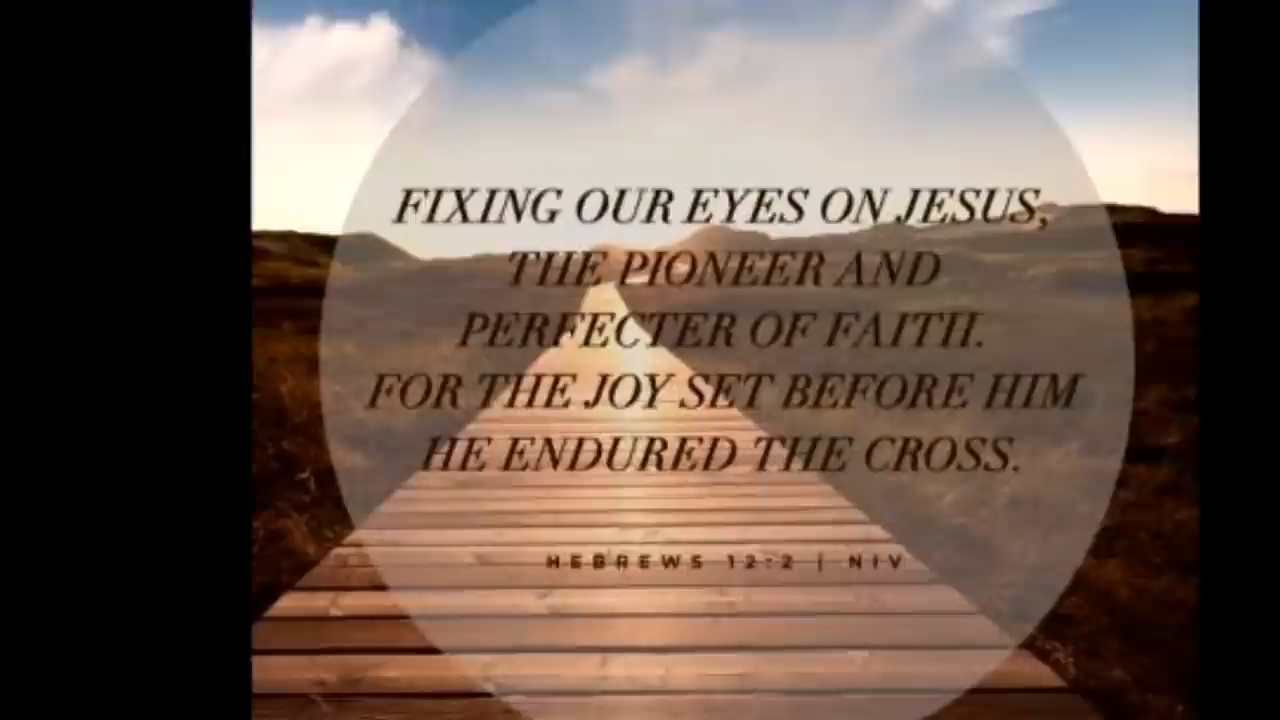 FIXING OUR EYES ON JESUS,
THE PIONEER AND
PERFECTER OF FAITH.
FOR THE JOY SET BEFORE HIM
HE ENDURED THE CROSS.
HEBREWS 12:2 | NIV